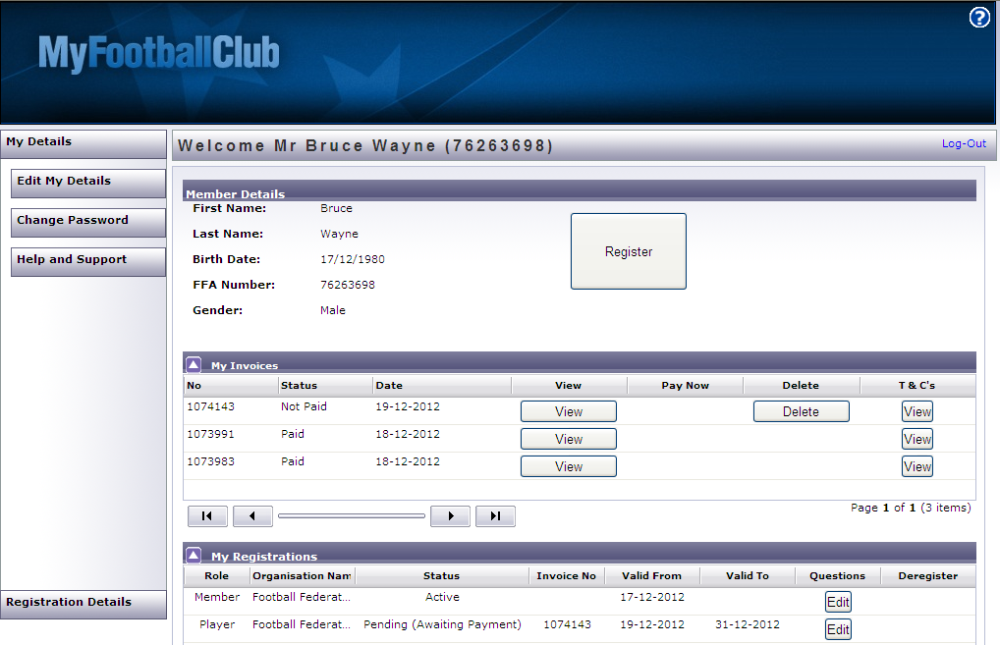 ?
MyFootballClub
My Details
Welcome Mr Bruce Wayne (76263698)
Log-Out
Edit My Details
Change Password
Help and Support
Registration Details
Member Details
First Name: Bruce
Last Name: Wayne
Birth Date: 17/12/1980
FFA Number: 76263698
Gender: Male
Register
My Invoices
No Status Date View Pay Now Delete T & C's
1074143 Not Paid 19-12-2012 View Delete View
1073991 Paid 18-12-2012 View View
1073983 Paid 18-12-2012 View View
Page 1 of 1 (3 items)
My Registrations
Role Organisation Nam Status Invoice No Valid From Valid To Questions Deregister
Member Football Federat... Active 17-12-2012 Edit
Player Football Federat... Pending (Awaiting Payment) 1074143 19-12-2012 31-12-2012 Edit